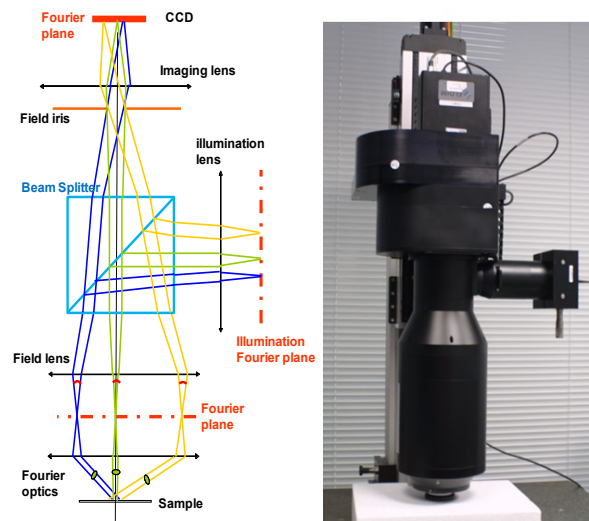 Fourier
plane
CCD
Imaging lens
Field iris
illumination
lens
Beam Splitter
Illumination
Fourier plane
Field lens
Fourier
plane
Fourier
optics
Sample